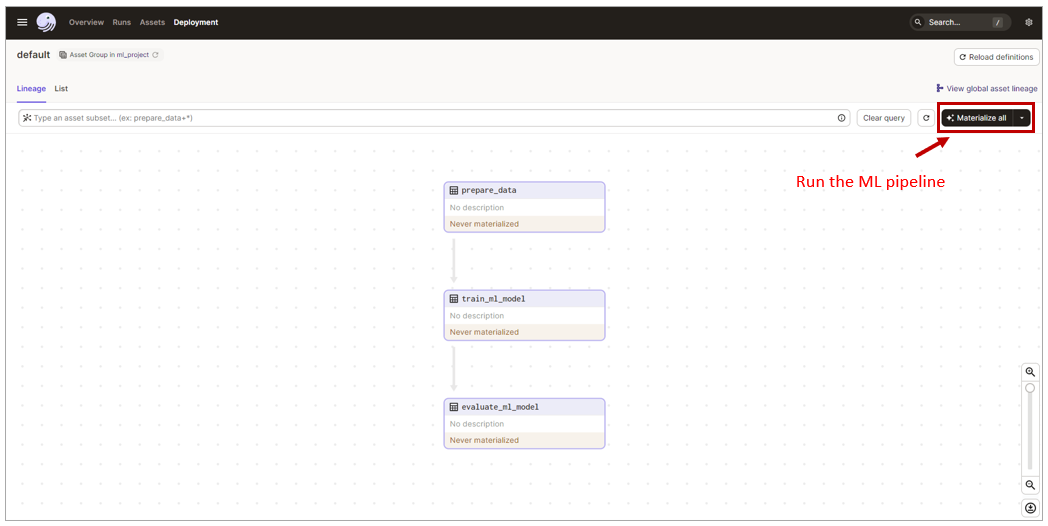 Overview Runs Assets Deployment Search... /
default Asset Group in ml_project Reload definitions
Lineage List View global asset lineage
Type an asset subset... (ex: prepare_data+*) Clear query Materialize all
Run the ML pipeline
prepare_data
No description
Never materialized
train_ml_model
No description
Never materialized
evaluate_ml_model
No description
Never materialized